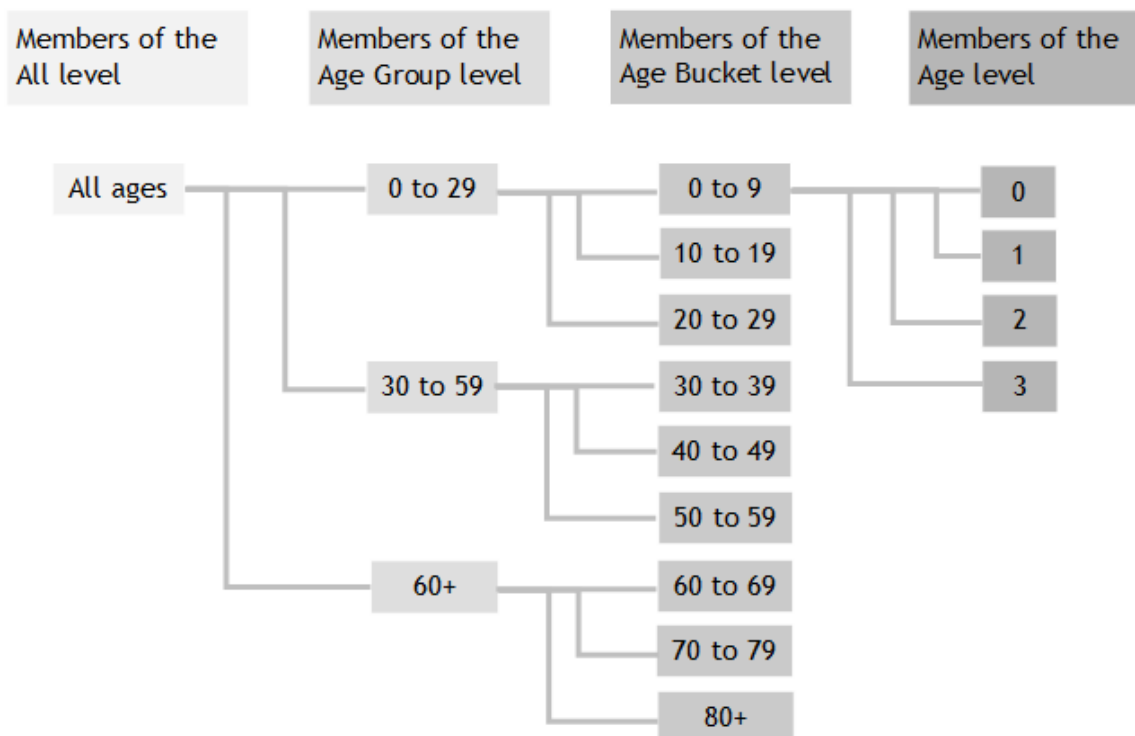 Members of the
All level
Members of the
Age Group level
Members of the
Age Bucket level
Members of the
Age level
All ages
0 to 29
0 to 9
0
10 to 19
1
20 to 29
2
30 to 59
30 to 39
3
40 to 49
50 to 59
60+
60 to 69
70 to 79
80+